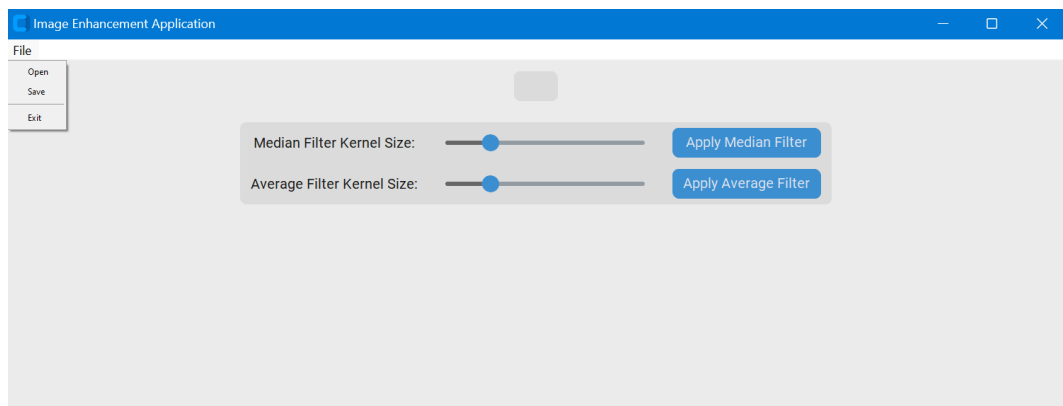 Image Enhancement Application
File
Open
Save
Exit
Median Filter Kernel Size: Apply Median Filter
Average Filter Kernel Size: Apply Average Filter